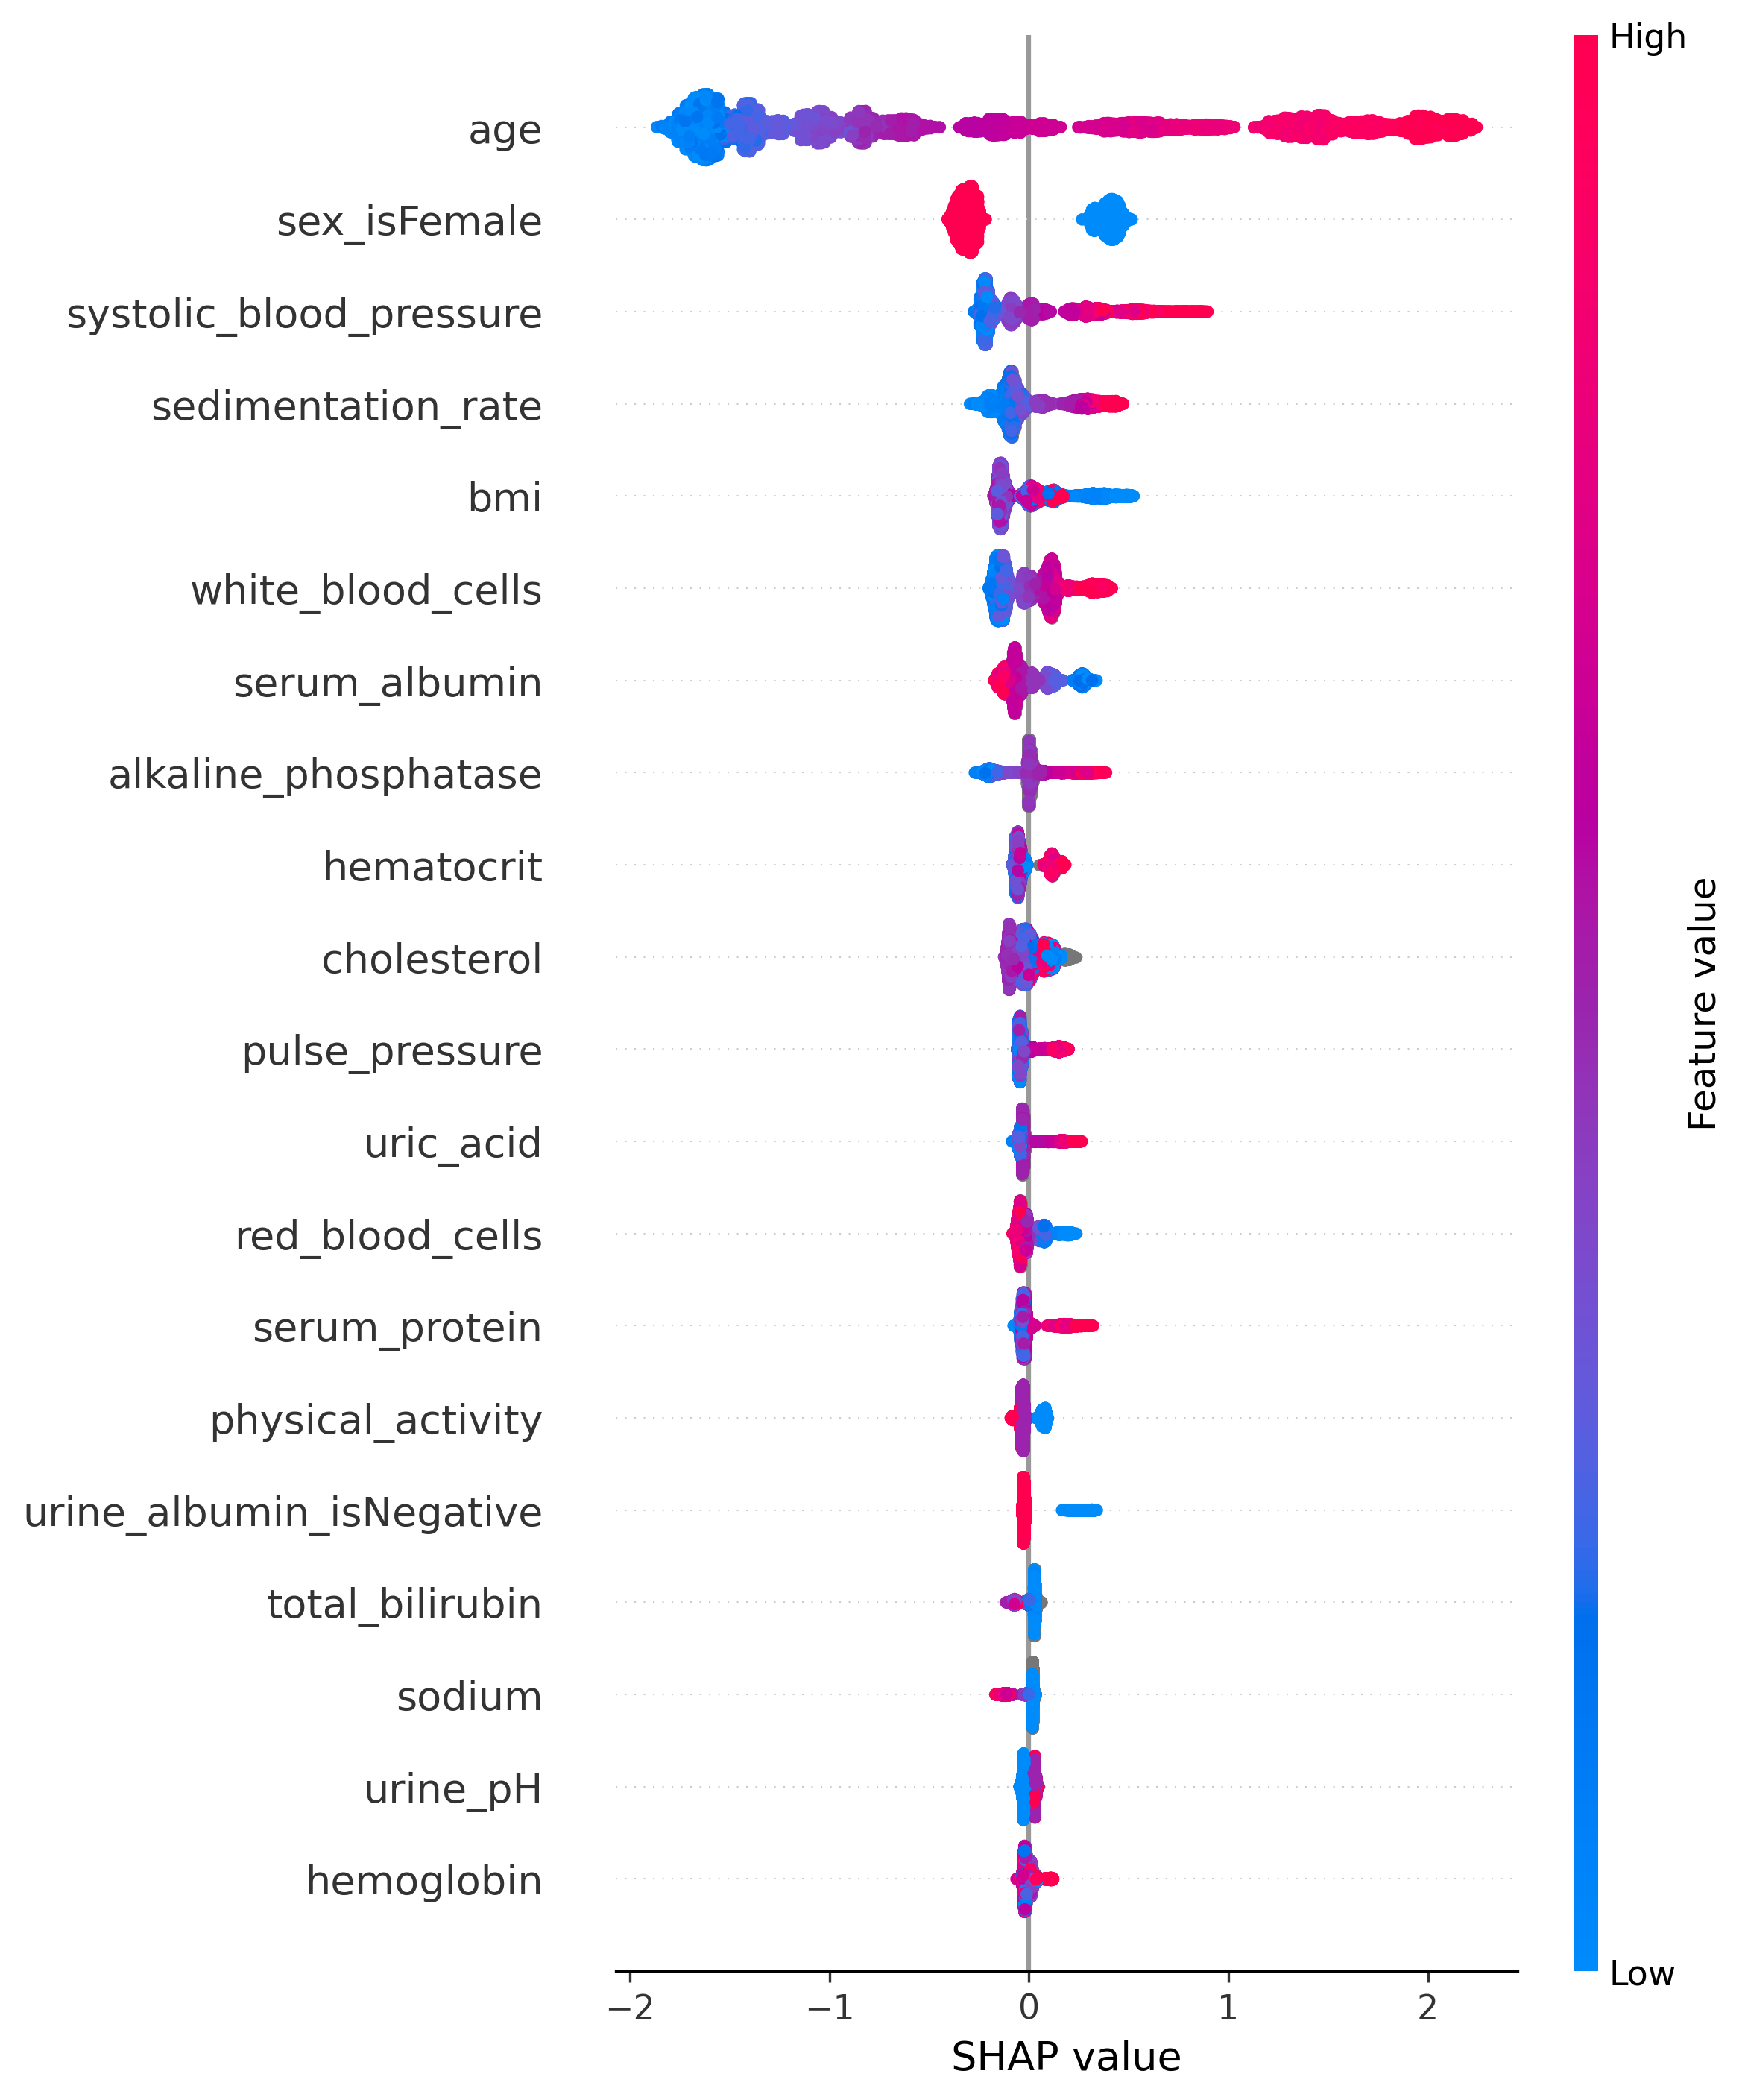 High
age
sex_isFemale
systolic_blood_pressure
sedimentation_rate
bmi
white_blood_cells
serum_albumin
alkaline_phosphatase
hematocrit
cholesterol
pulse_pressure
uric_acid
red_blood_cells
serum_protein
physical_activity
urine_albumin_isNegative
total_bilirubin
sodium
urine_pH
hemoglobin
Feature value
Low
−2 −1 0 1 2
SHAP value